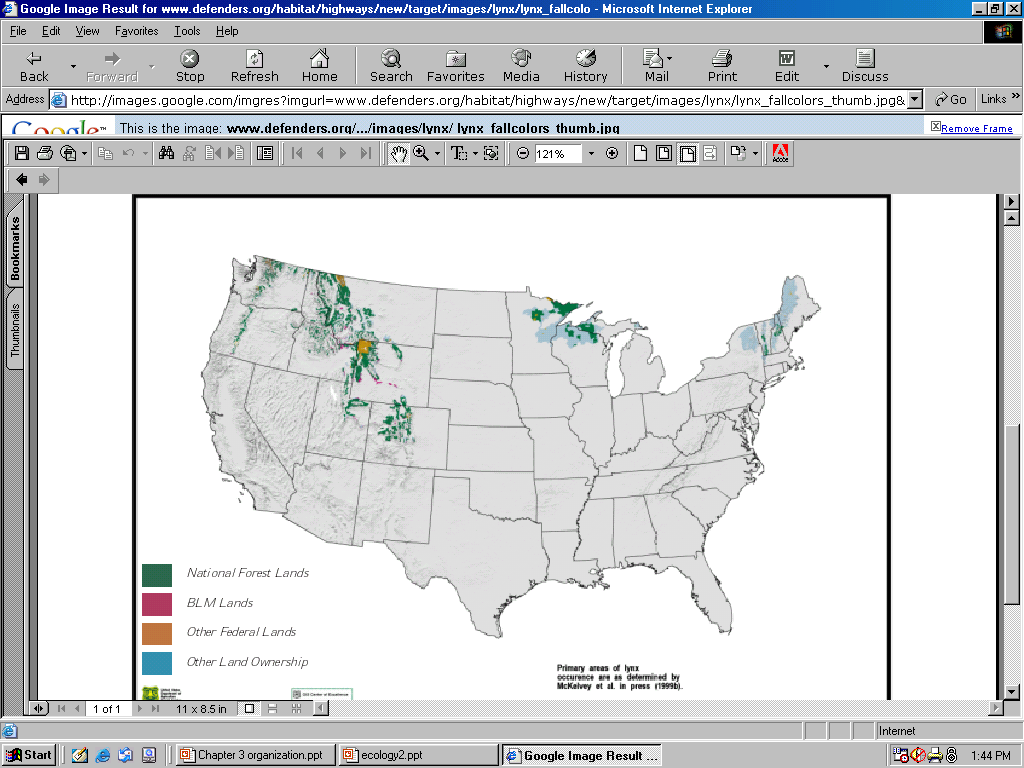 Google Image Result for www.defenders.org/habitat/highways/new/target/images/lynx/lynx_fallcolo - Microsoft Internet Explorer
File Edit View Favorites Tools Help
Back Forward Stop Refresh Home Search Favorites Media History Mail Print Edit Discuss
Address http://images.google.com/imgres?imgurl=www.defenders.org/habitat/highways/new/target/images/lynx/lynx_fallcolors_thumb.jpg& Go Links »
Google™ This is the image: www.defenders.org/.../images/lynx/ lynx_fallcolors_thumb.jpg Remove Frame
121%
Adobe
Bookmarks
Thumbnails
National Forest Lands
BLM Lands
Other Federal Lands
Other Land Ownership
Primary areas of lynx
occurence are as determined by
McKelvey et al. in press (1999b).
1 of 1 11 x 8.5 in
Internet
Start Chapter 3 organization.ppt ecology2.ppt Google Image Result ... 1:44 PM